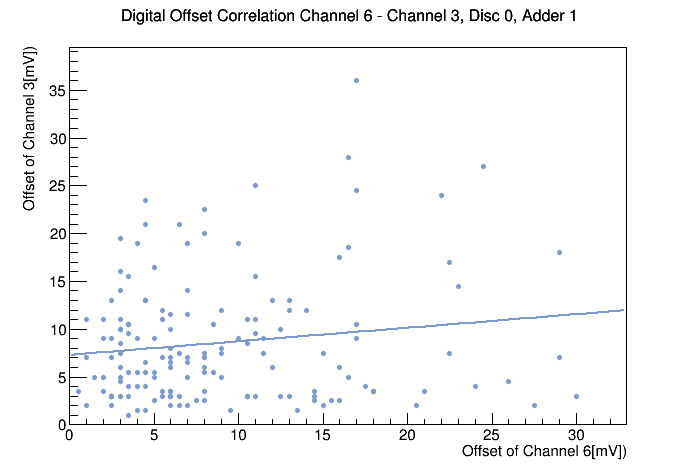 Digital Offset Correlation Channel 6 - Channel 3, Disc 0, Adder 1
Offset of Channel 3[mV])
35
30
25
20
15
10
5
0
0 5 10 15 20 25 30
Offset of Channel 6[mV])